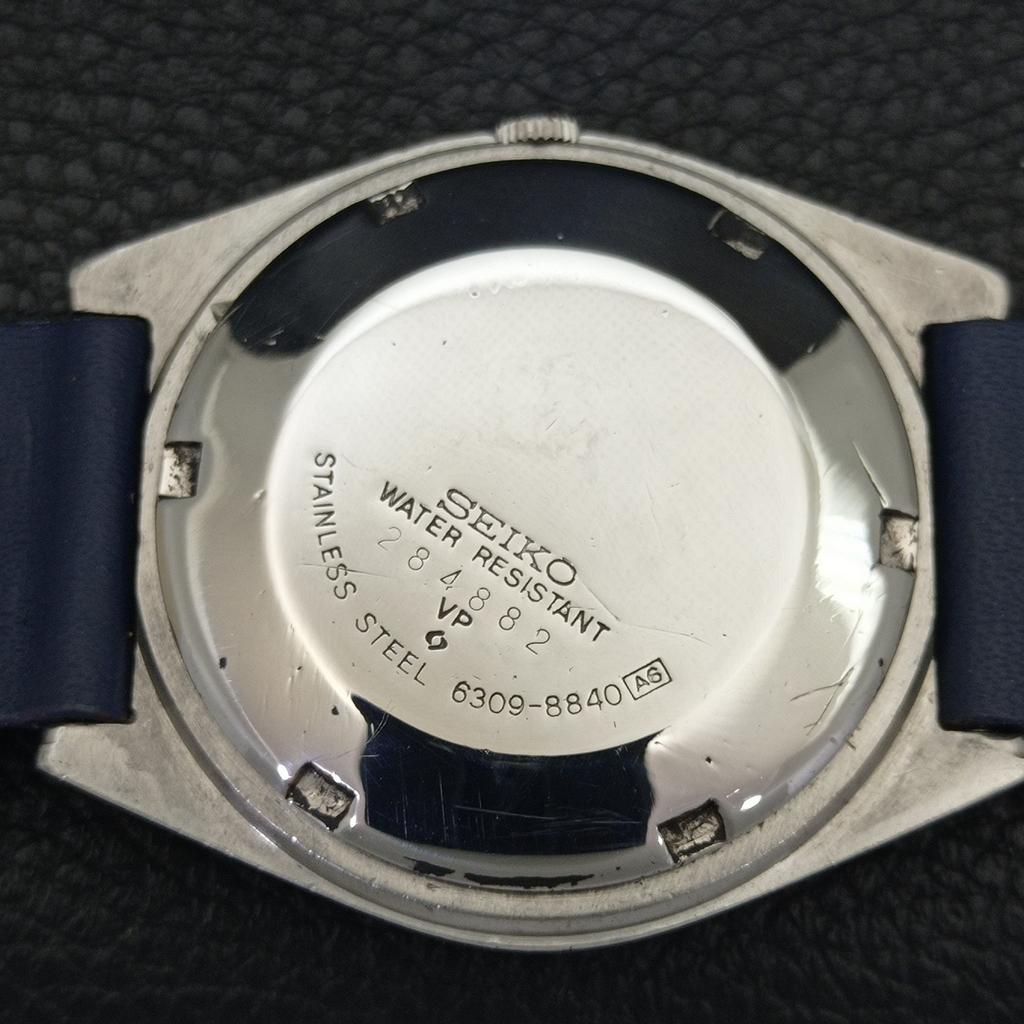 SEIKO
WATER RESISTANT
284882
VP
STAINLESS STEEL 6309-8840 A6